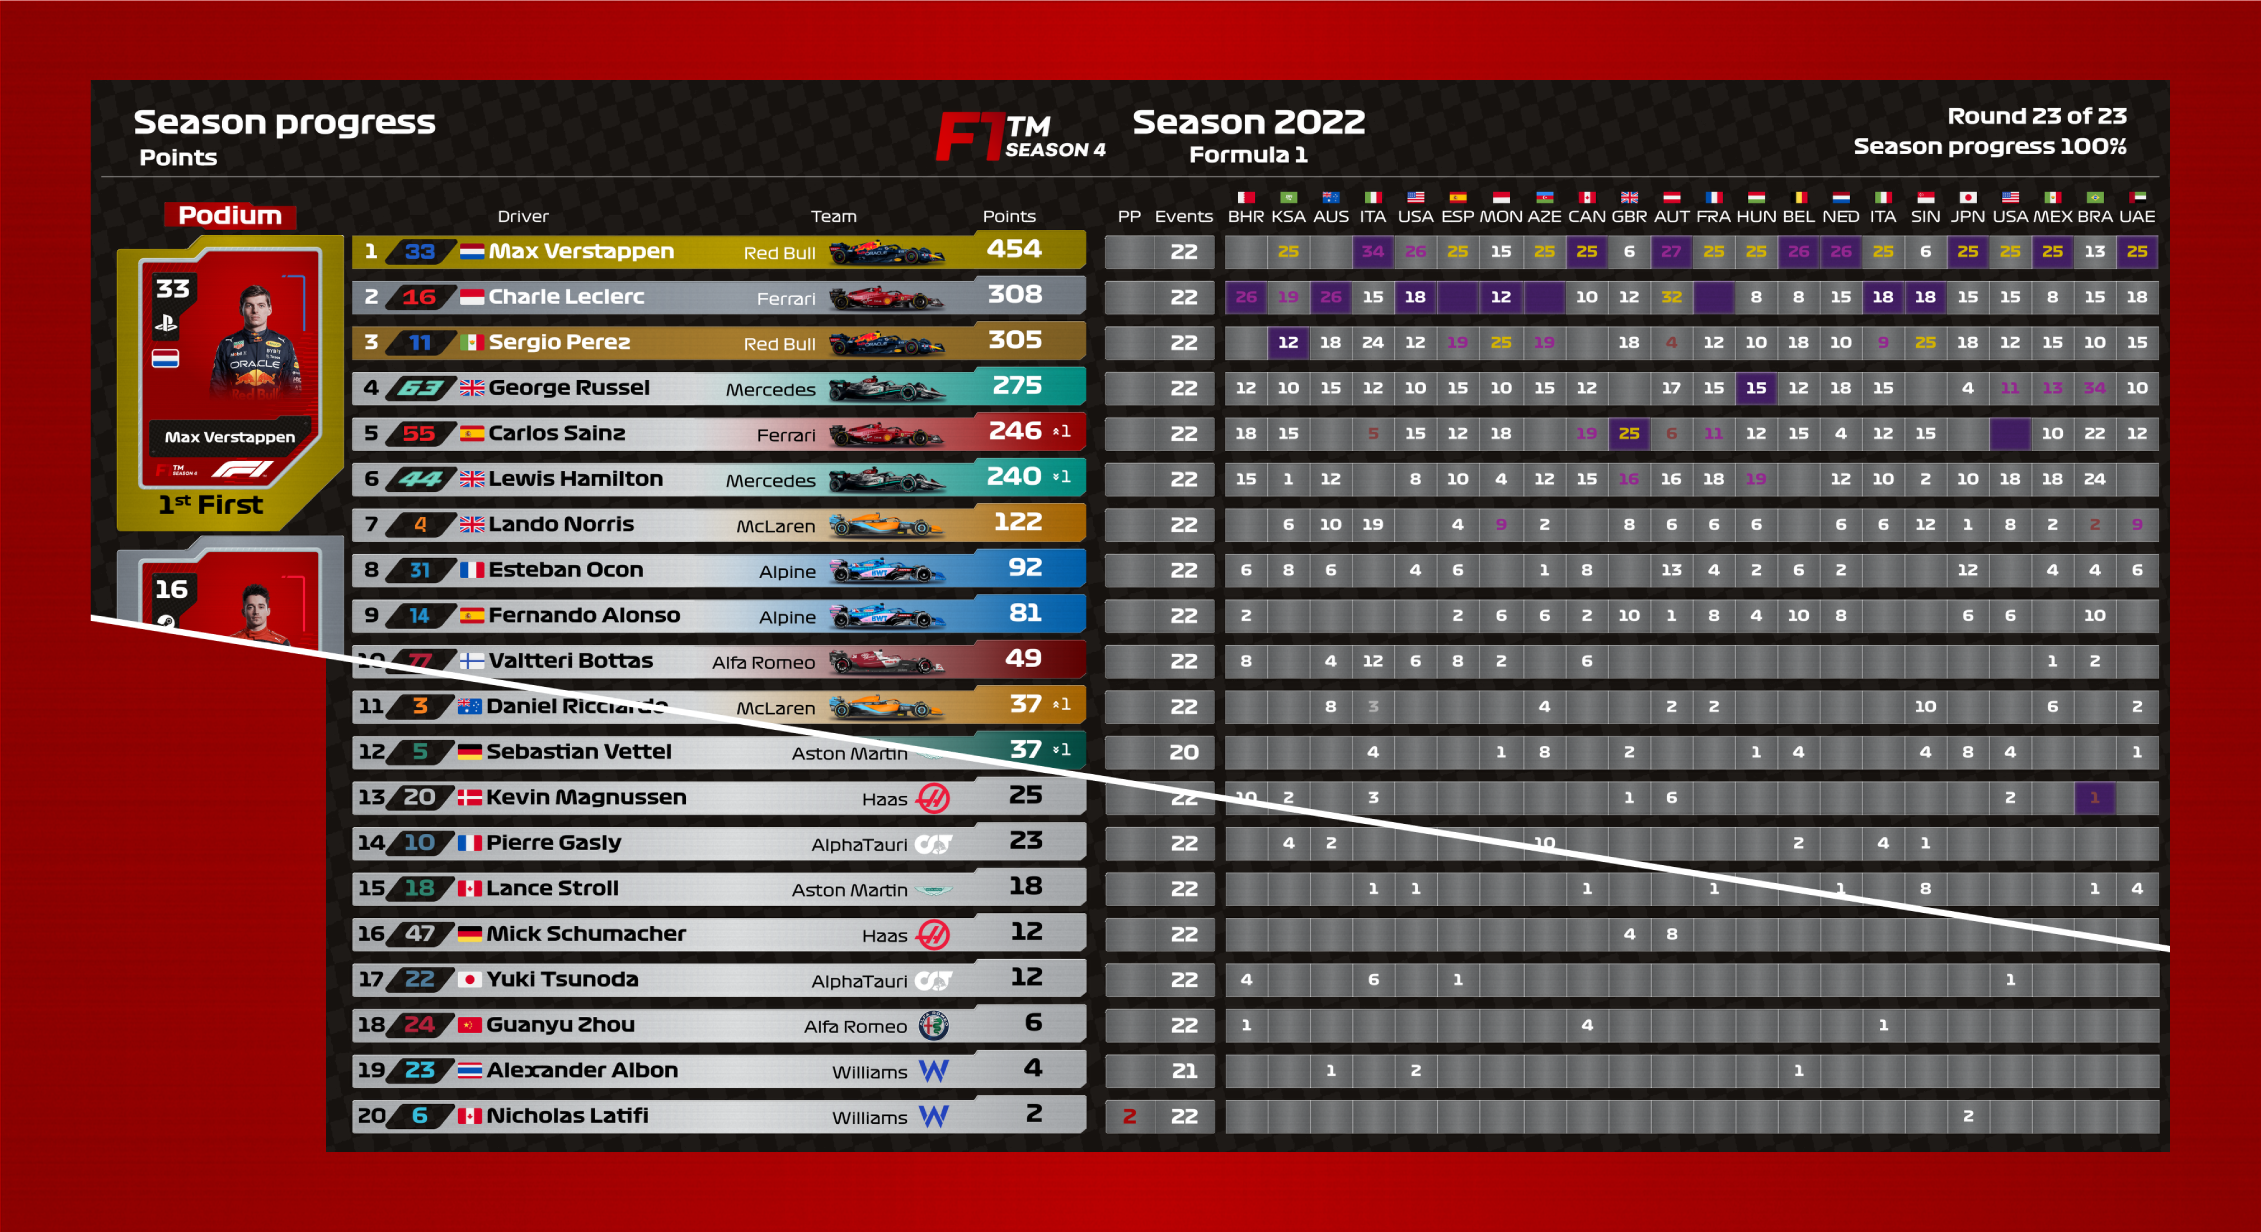 Season progress
Points
F1 TM
SEASON 4
Season 2022
Formula 1
Round 23 of 23
Season progress 100%
Podium
Driver Team Points PP Events BHR KSA AUS ITA USA ESP MON AZE CAN GBR AUT FRA HUN BEL NED ITA SIN JPN USA MEX BRA UAE
33
Max Verstappen
TM
SEASON 4
1st First
16
1 33 Max Verstappen Red Bull 454 22 25 34 26 25 15 25 25 6 27 25 25 26 26 25 6 25 25 25 13 25
2 16 Charle Leclerc Ferrari 308 22 26 19 26 15 18 12 10 12 32 8 8 15 18 18 15 15 8 15 18
3 11 Sergio Perez Red Bull 305 22 12 18 24 12 19 25 19 18 4 12 10 18 10 9 25 18 12 15 10 15
4 63 George Russel Mercedes 275 22 12 10 15 12 10 15 10 15 12 17 15 15 12 18 15 4 11 13 34 10
5 55 Carlos Sainz Ferrari 246 1 22 18 15 5 15 12 18 19 25 6 11 12 15 4 12 15 10 22 12
6 44 Lewis Hamilton Mercedes 240 1 22 15 1 12 8 10 4 12 15 16 16 18 19 12 10 2 10 18 18 24
7 4 Lando Norris McLaren 122 22 6 10 19 4 9 2 8 6 6 6 6 6 12 1 8 2 2 9
8 31 Esteban Ocon Alpine 92 22 6 8 6 4 6 1 8 13 4 2 6 2 12 4 4 6
9 14 Fernando Alonso Alpine 81 22 2 2 6 6 2 10 1 8 4 10 8 6 6 10
10 77 Valtteri Bottas Alfa Romeo 49 22 8 4 12 6 8 2 6 1 2
11 3 Daniel Ricciardo McLaren 37 1 22 8 3 4 2 2 10 6 2
12 5 Sebastian Vettel Aston Martin 37 1 20 4 1 8 2 1 4 4 8 4 1
13 20 Kevin Magnussen Haas 25 22 10 2 3 1 6 2 1
14 10 Pierre Gasly AlphaTauri 23 22 4 2 10 2 4 1
15 18 Lance Stroll Aston Martin 18 22 1 1 1 1 1 8 1 4
16 47 Mick Schumacher Haas 12 22 4 8
17 22 Yuki Tsunoda AlphaTauri 12 22 4 6 1 1
18 24 Guanyu Zhou Alfa Romeo 6 22 1 4 1
19 23 Alexander Albon Williams 4 21 1 2 1
20 6 Nicholas Latifi Williams 2 2 22 2